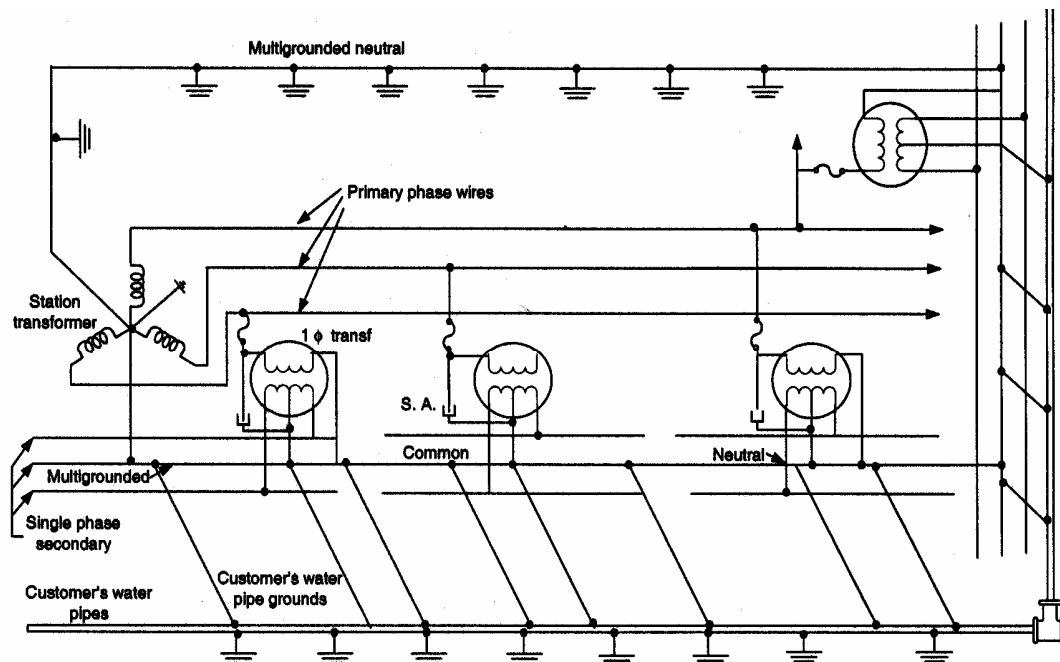 Multigrounded neutral
Primary phase wires
Station
transformer
1 ϕ transf
S. A.
Common
Neutral
Multigrounded
Single phase
secondary
Customer's water
pipe grounds
Customer's water
pipes